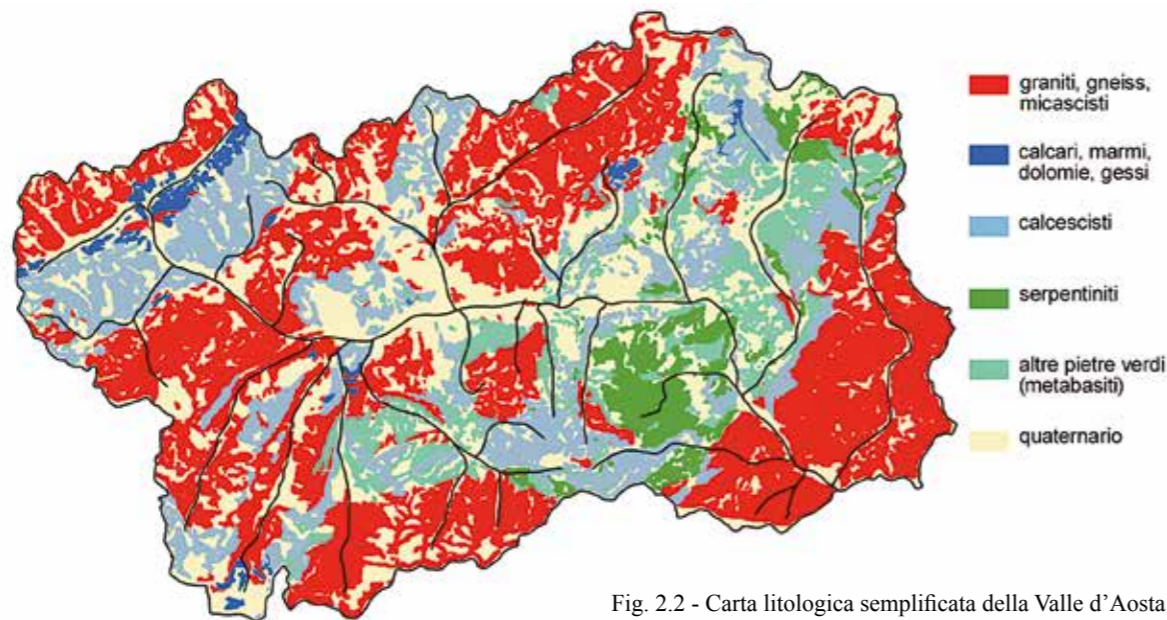 graniti, gneiss,
micascisti
calcari, marmi,
dolomie, gessi
calcescisti
serpentiniti
altre pietre verdi
(metabasiti)
quaternario
Fig. 2.2 - Carta litologica semplificata della Valle d’Aosta